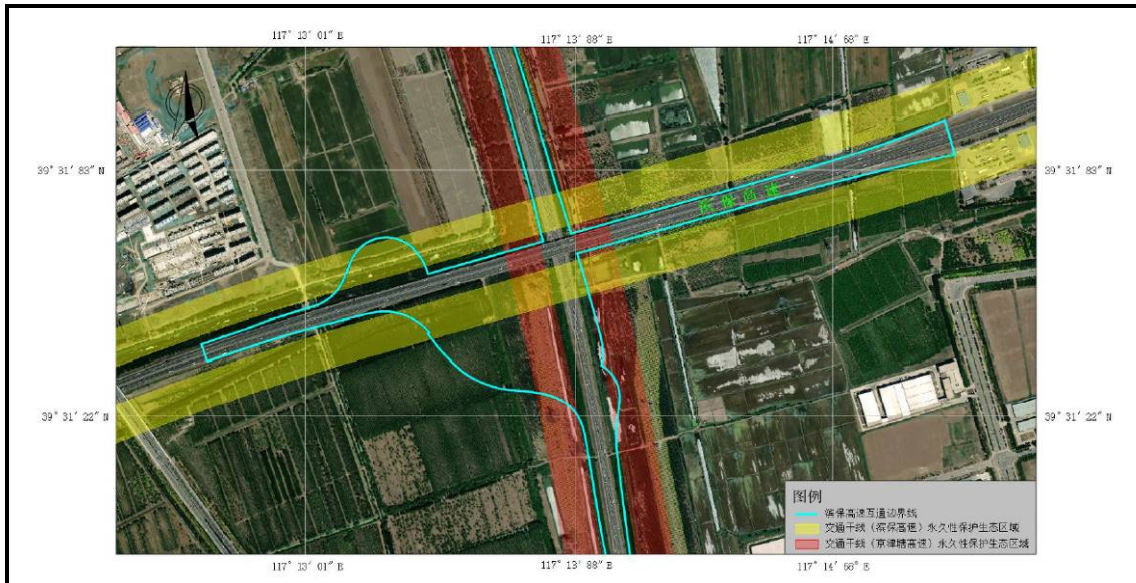 117° 13′ 01″ E
117° 13′ 88″ E
117° 14′ 68″ E
39° 31′ 83″ N
39° 31′ 83″ N
滨保高速
39° 31′ 22″ N
39° 31′ 22″ N
图例
滨保高速互通边界线
交通干线（滨保高速）永久性保护生态区域
交通干线（京津塘高速）永久性保护生态区域
117° 13′ 01″ E
117° 13′ 88″ E
117° 14′ 68″ E